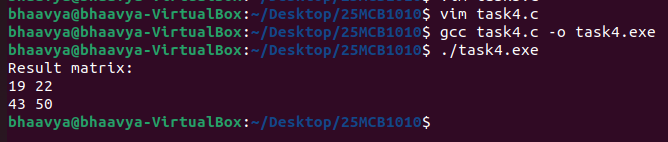 bhaavya@bhaavya-VirtualBox:~/Desktop/25MCB1010$ vim task4.c
bhaavya@bhaavya-VirtualBox:~/Desktop/25MCB1010$ gcc task4.c -o task4.exe
bhaavya@bhaavya-VirtualBox:~/Desktop/25MCB1010$ ./task4.exe
Result matrix:
19 22
43 50
bhaavya@bhaavya-VirtualBox:~/Desktop/25MCB1010$